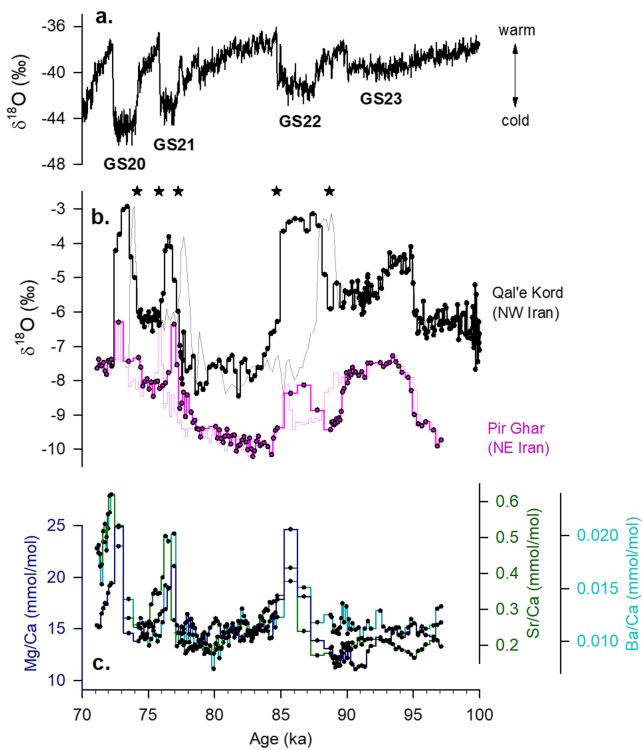 a.
-36
-40
-44
-48
δ¹⁸O (‰)
GS20
GS21
GS22
GS23
warm
cold
b.
-3
-4
-5
-6
-7
-8
-9
-10
δ¹⁸O (‰)
Qal'e Kord
(NW Iran)
Pir Ghar
(NE Iran)
c.
25
20
15
10
Mg/Ca (mmol/mol)
0.6
0.5
0.4
0.3
0.2
Sr/Ca (mmol/mol)
0.020
0.015
0.010
Ba/Ca (mmol/mol)
70 75 80 85 90 95 100
Age (ka)